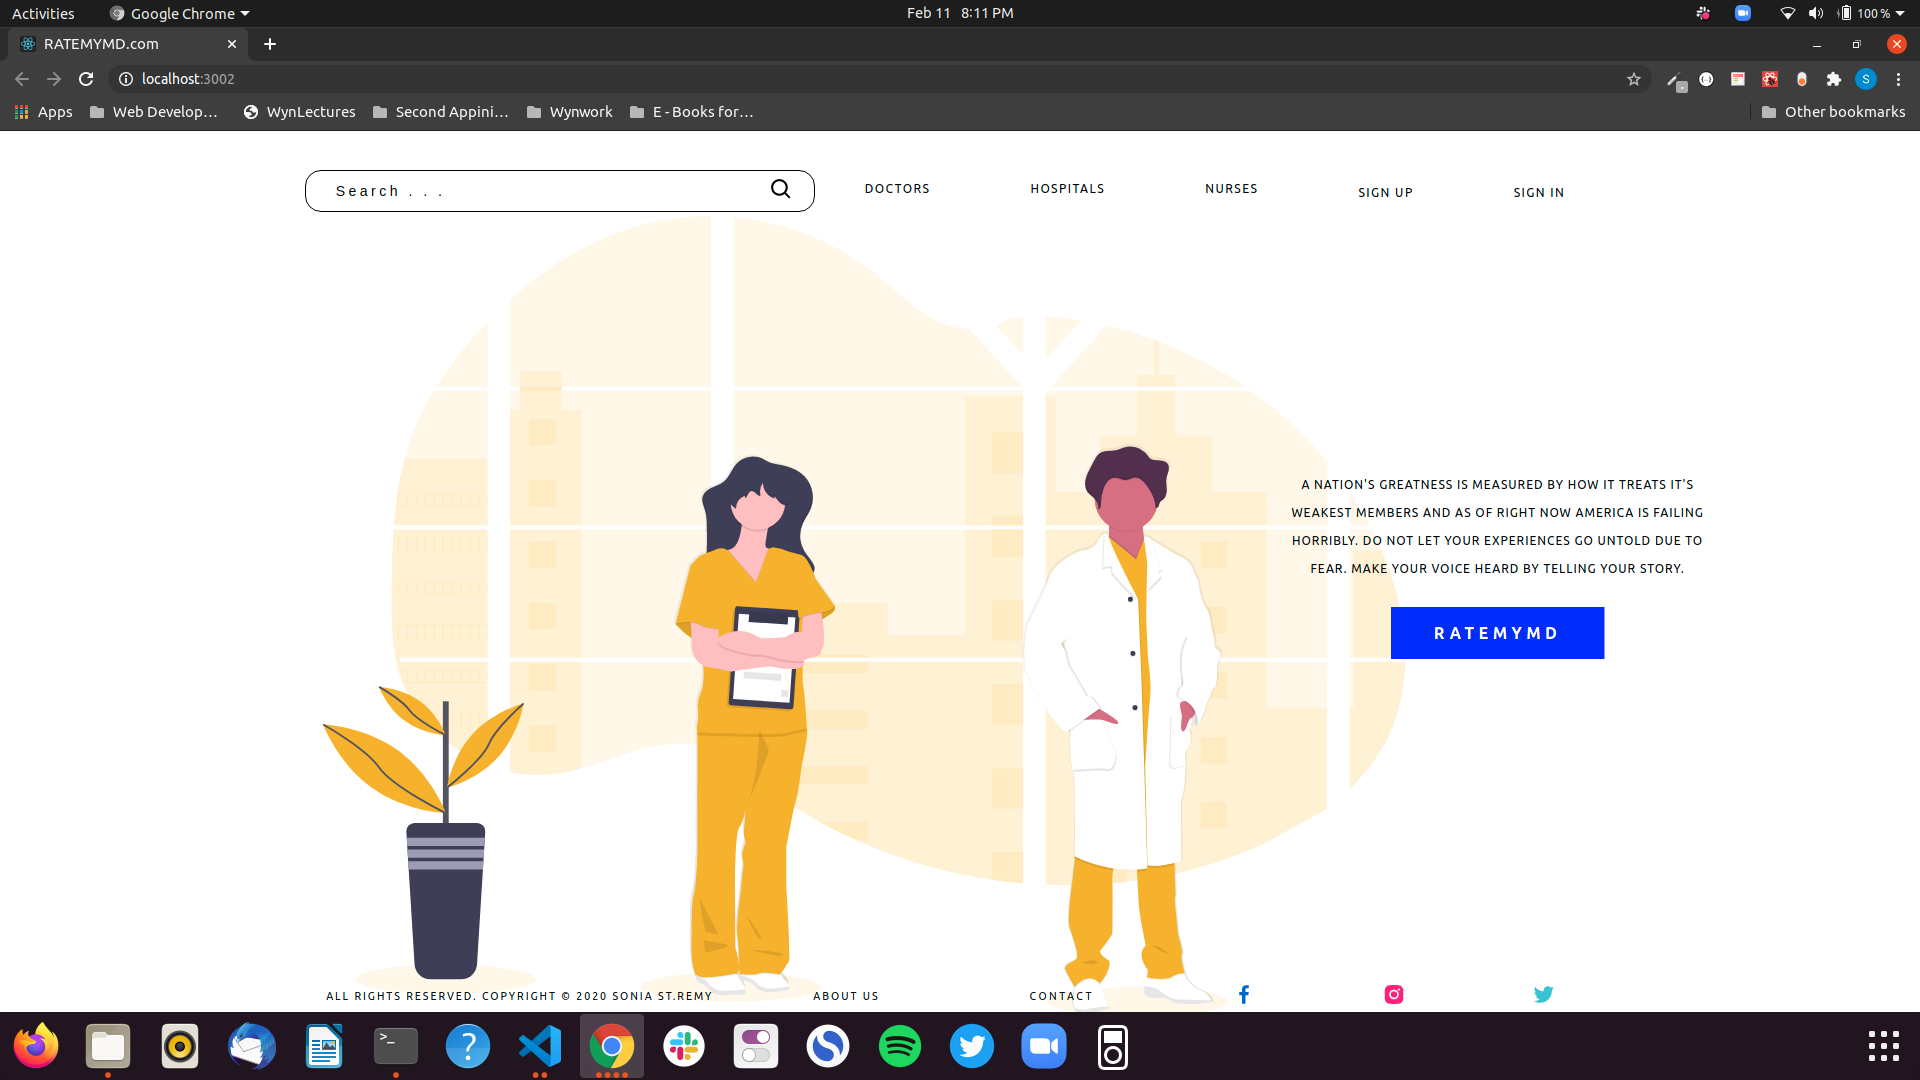 Activities Google Chrome Feb 11 8:11 PM 100 %
RATEMYMD.com
localhost:3002 S
Apps Web Develop... WynLectures Second Appini... Wynwork E - Books for... Other bookmarks
Search . . . DOCTORS HOSPITALS NURSES SIGN UP SIGN IN
A NATION'S GREATNESS IS MEASURED BY HOW IT TREATS IT'S
WEAKEST MEMBERS AND AS OF RIGHT NOW AMERICA IS FAILING
HORRIBLY. DO NOT LET YOUR EXPERIENCES GO UNTOLD DUE TO
FEAR. MAKE YOUR VOICE HEARD BY TELLING YOUR STORY.
RATEMYMD
ALL RIGHTS RESERVED. COPYRIGHT © 2020 SONIA ST.REMY ABOUT US CONTACT